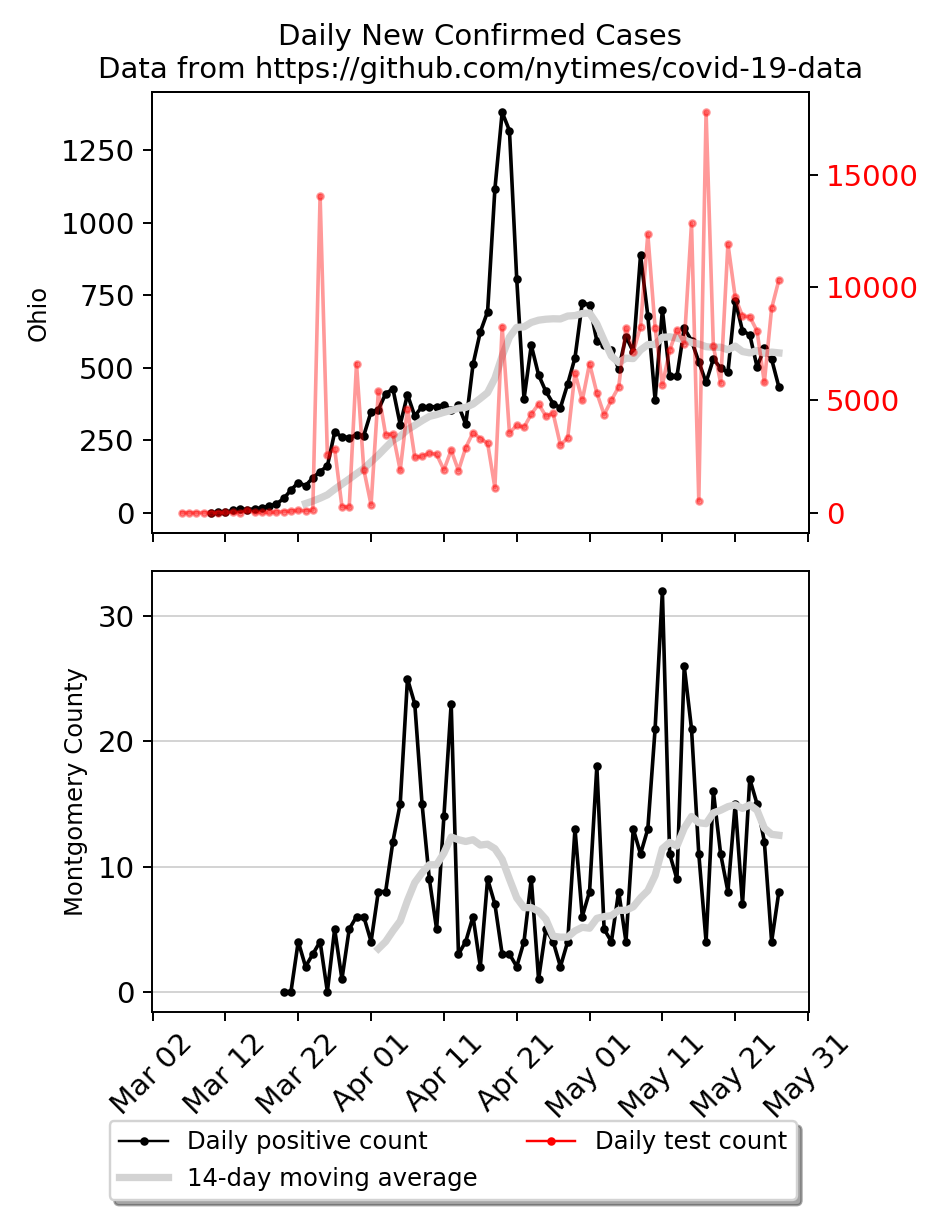 Daily New Confirmed Cases
Data from https://github.com/nytimes/covid-19-data
Ohio
1250
1000
750
500
250
0
15000
10000
5000
0
Montgomery County
30
20
10
0
Mar 02
Mar 12
Mar 22
Apr 01
Apr 11
Apr 21
May 01
May 11
May 21
May 31
Daily positive count
Daily test count
14-day moving average